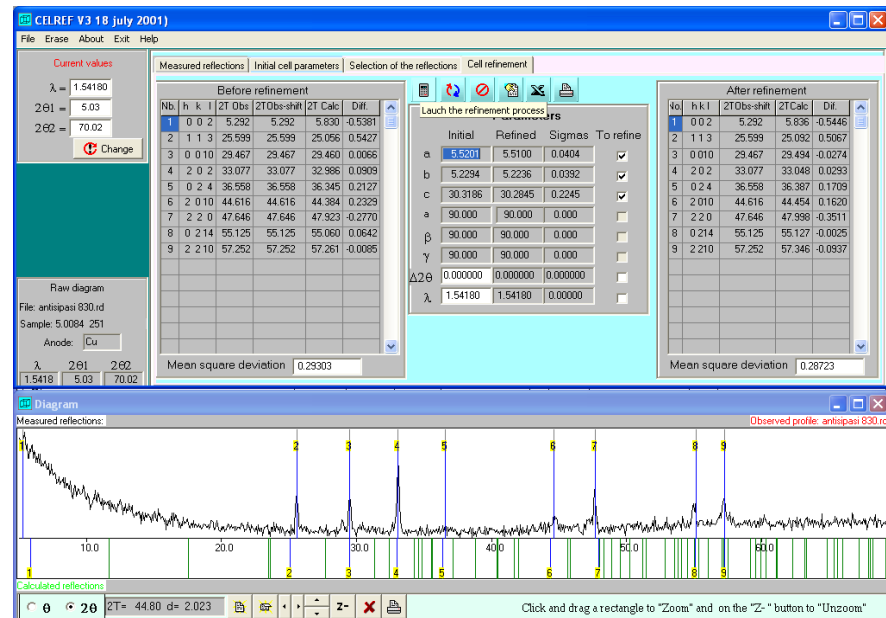 CELREF V3 18 july 2001)
File Erase About Exit Help
Current values
λ = 1.54180
2θ1 = 5.03
2θ2 = 70.02
Change
Measured reflections Initial cell parameters Selection of the reflections Cell refinement
Before refinement
Nb. h k l 2T Obs 2TObs-shift 2T Calc Diff.
1 0 0 2 5.292 5.292 5.830 -0.5381
2 1 1 3 25.599 25.599 25.056 0.5427
3 0 0 10 29.467 29.467 29.460 0.0066
4 2 0 2 33.077 33.077 32.986 0.0909
5 0 2 4 36.558 36.558 36.345 0.2127
6 2 0 10 44.616 44.616 44.384 0.2329
7 2 2 0 47.646 47.646 47.923 -0.2770
8 0 2 14 55.125 55.125 55.060 0.0642
9 2 2 10 57.252 57.252 57.261 -0.0085
Mean square deviation 0.29303
Lauch the refinement process
Initial Refined Sigmas To refine
a 5.5201 5.5100 0.0404
b 5.2294 5.2236 0.0392
c 30.3186 30.2845 0.2245
a 90.000 90.000 0.000
β 90.000 90.000 0.000
γ 90.000 90.000 0.000
Δ2θ 0.000000 0.000000 0.000000
λ 1.54180 1.54180 0.00000
After refinement
No. h k l 2TObs-shift 2TCalc Dif.
1 0 0 2 5.292 5.836 -0.5446
2 1 1 3 25.599 25.092 0.5067
3 0 010 29.467 29.494 -0.0274
4 2 0 2 33.077 33.048 0.0293
5 0 2 4 36.558 36.387 0.1709
6 2 010 44.616 44.454 0.1620
7 2 2 0 47.646 47.998 -0.3511
8 0 214 55.125 55.127 -0.0025
9 2 210 57.252 57.346 -0.0937
Mean square deviation 0.28723
Raw diagram
File: antisipasi 830.rd
Sample: 5.0084 251
Anode: Cu
λ 2θ1 2θ2
1.5418 5.03 70.02
Diagram
Measured reflections: Observed profile: antisipasi 830.rd
1 2 3 4 5 6 7 8 9
10.0 20.0 30.0 40.0 50.0 60.0
1 2 3 4 5 6 7 8 9
Calculated reflections
θ 2θ 2T= 44.80 d= 2.023 Z- Click and drag a rectangle to "Zoom" and on the "Z-" button to "Unzoom"